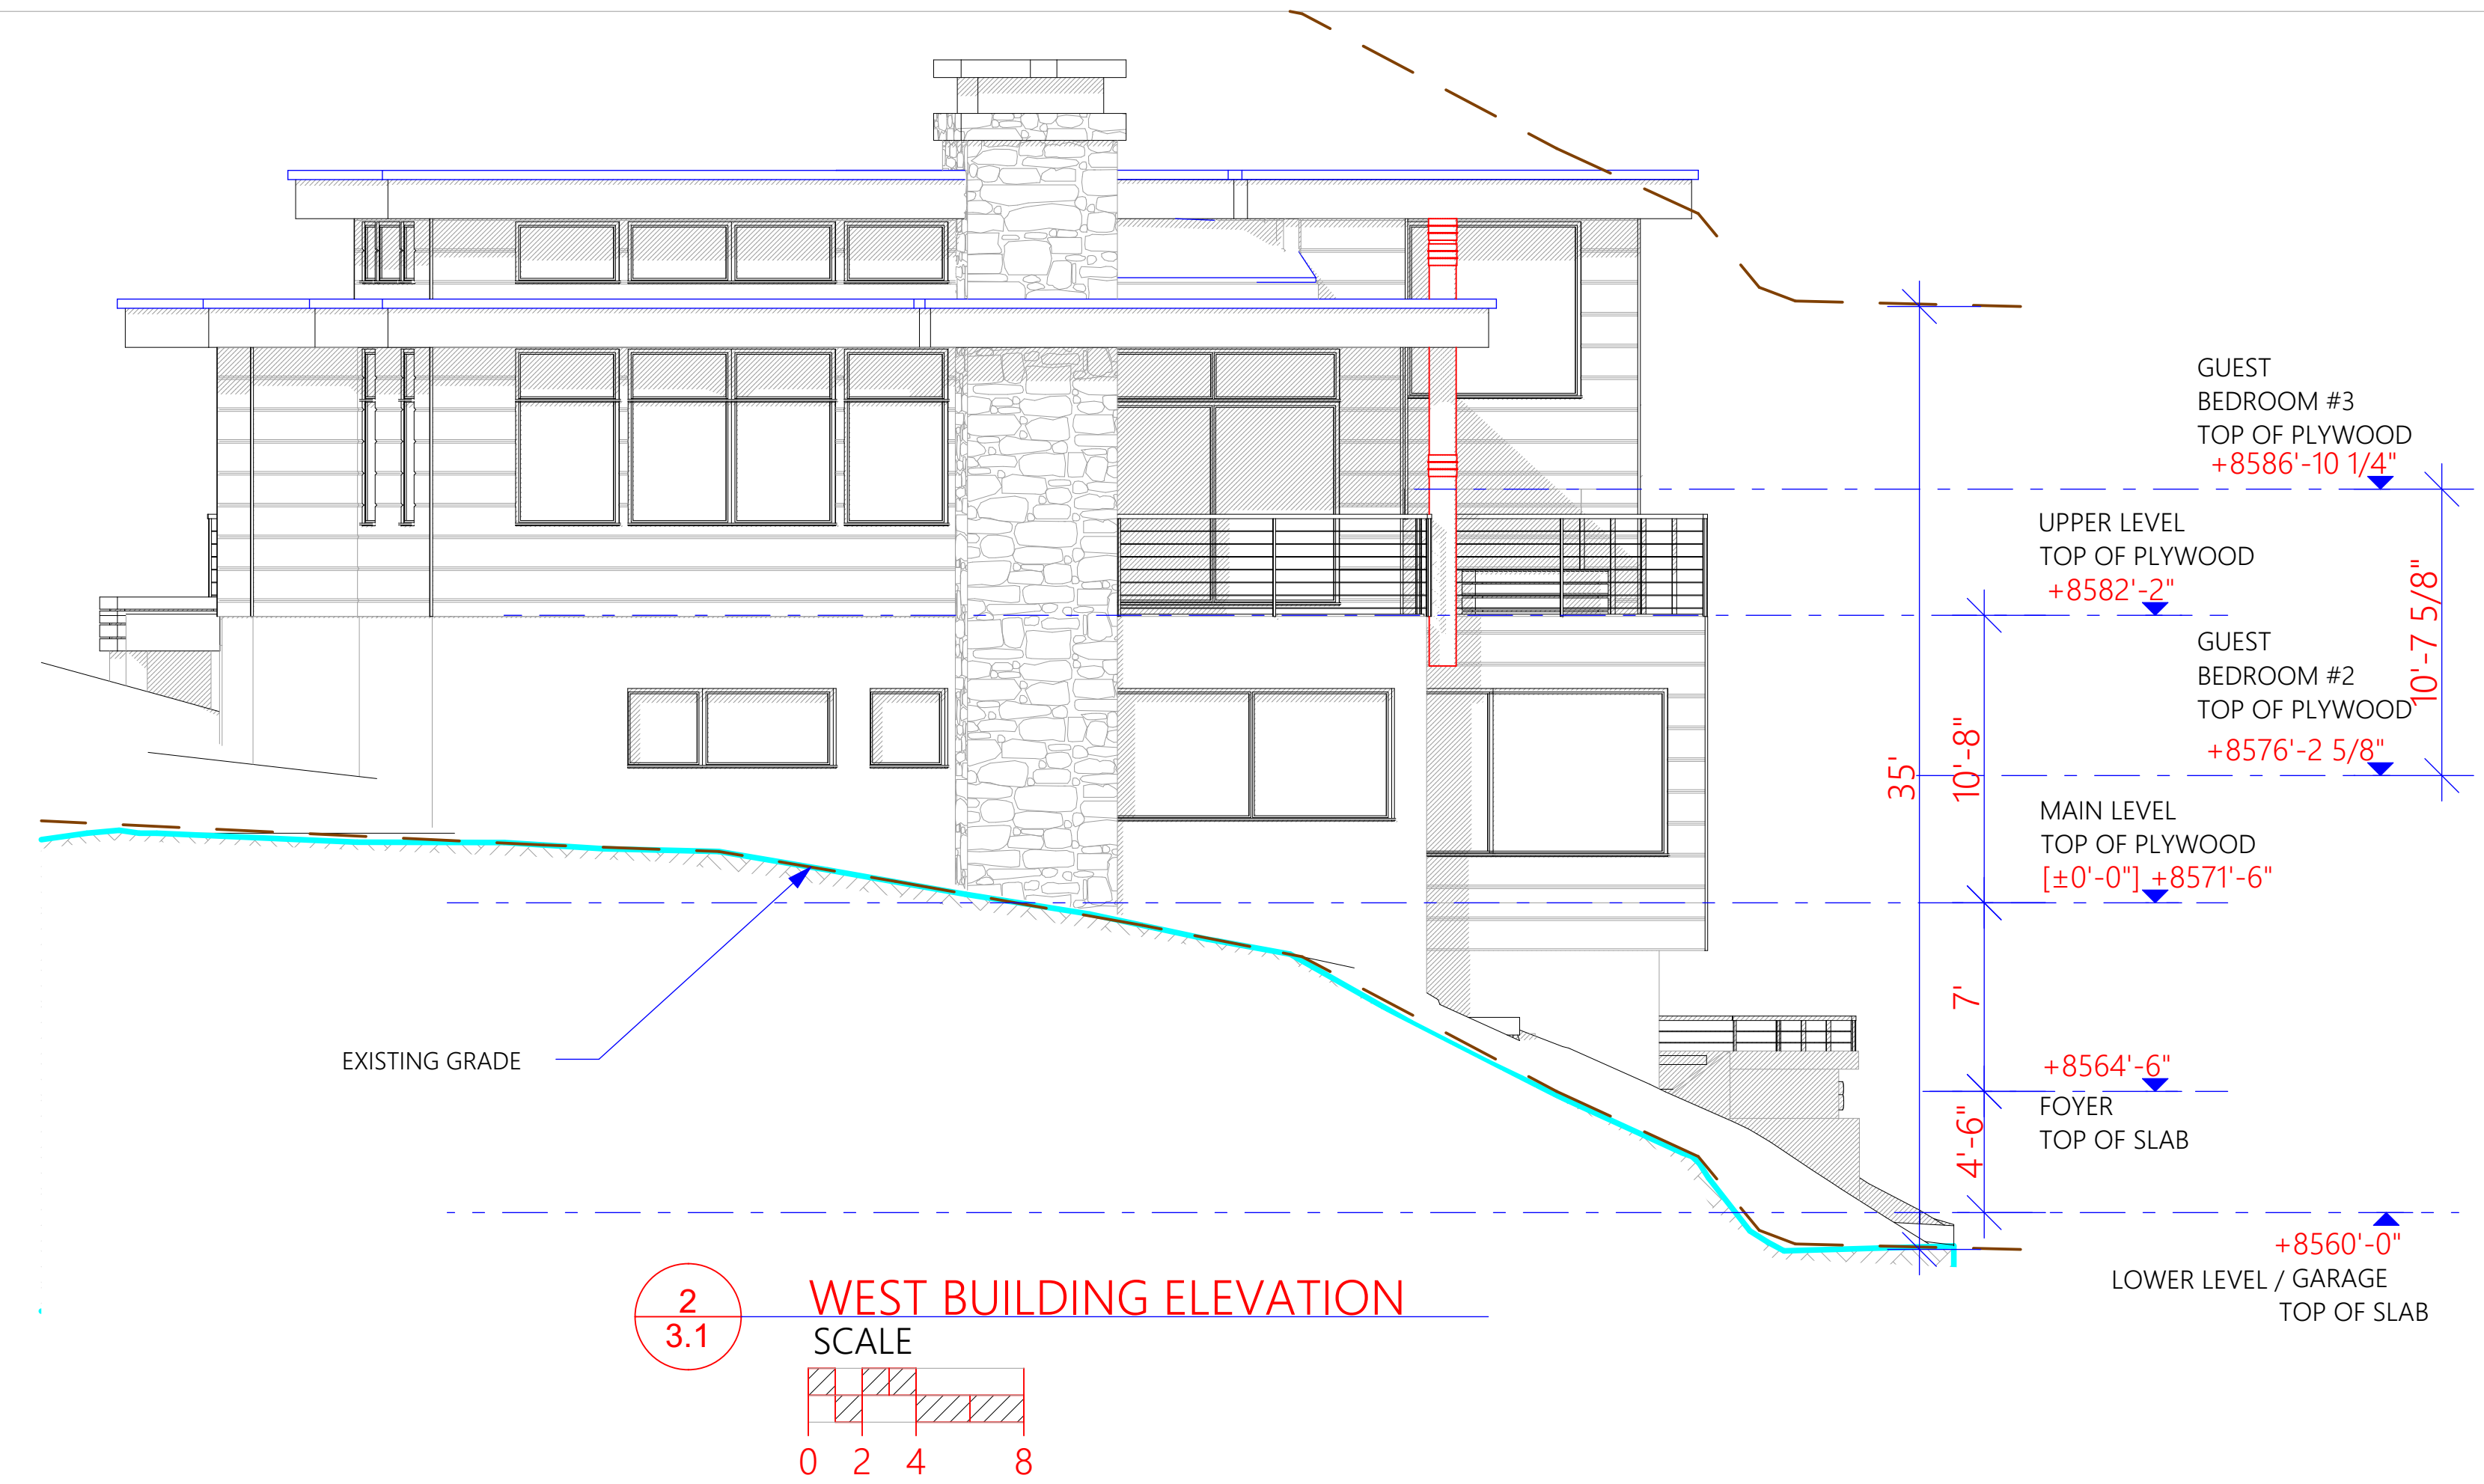 GUEST
BEDROOM #3
TOP OF PLYWOOD
+8586'-10 1/4"
UPPER LEVEL
TOP OF PLYWOOD
+8582'-2"
10'-7 5/8"
GUEST
BEDROOM #2
TOP OF PLYWOOD
+8576'-2 5/8"
35'
10'-8"
MAIN LEVEL
TOP OF PLYWOOD
[±0'-0"] +8571'-6"
7'
EXISTING GRADE
+8564'-6"
FOYER
TOP OF SLAB
4'-6"
+8560'-0"
LOWER LEVEL / GARAGE
TOP OF SLAB
2
3.1
WEST BUILDING ELEVATION
SCALE
0 2 4 8